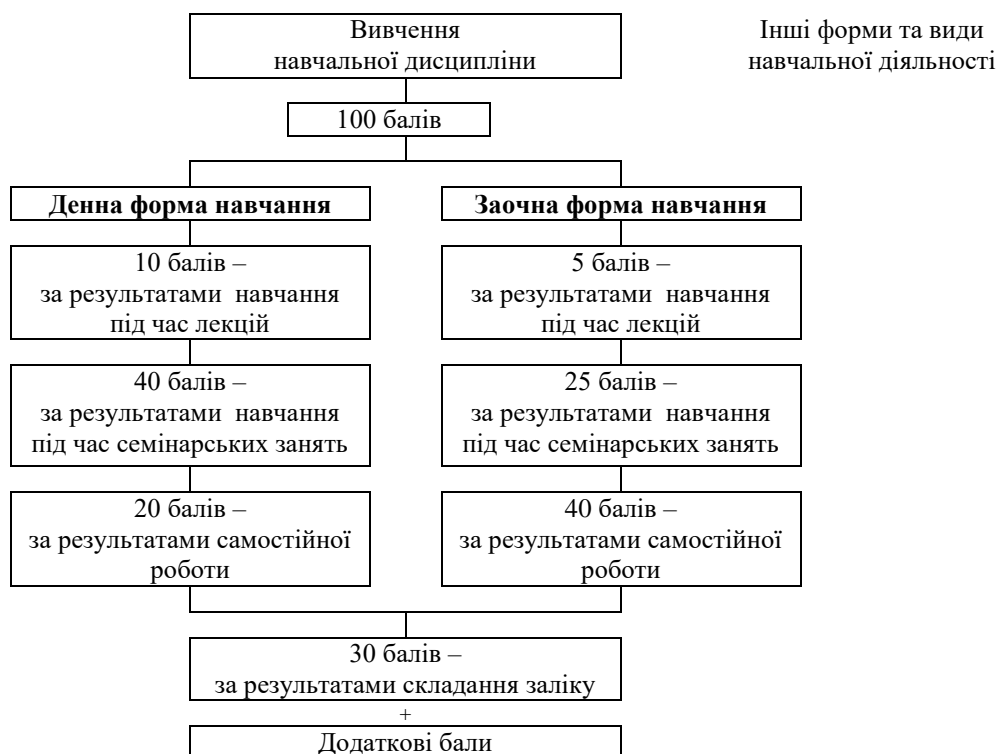 Вивчення
навчальної дисципліни
Інші форми та види
навчальної діяльності
100 балів
Денна форма навчання
Заочна форма навчання
10 балів –
за результатами навчання
під час лекцій
5 балів –
за результатами навчання
під час лекцій
40 балів –
за результатами навчання
під час семінарських занять
25 балів –
за результатами навчання
під час семінарських занять
20 балів –
за результатами самостійної
роботи
40 балів –
за результатами самостійної
роботи
30 балів –
за результатами складання заліку
+
Додаткові бали